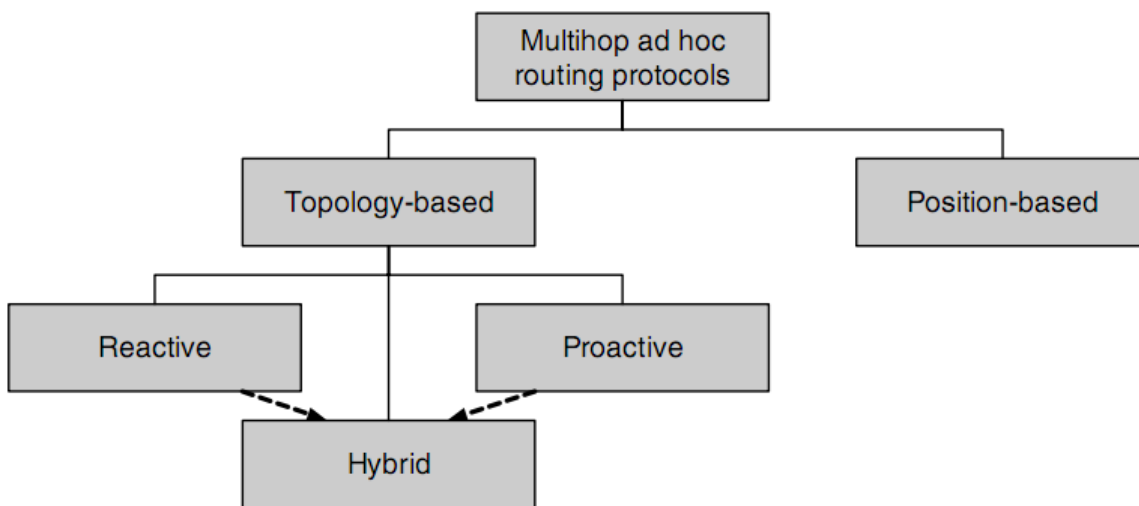 Multihop ad hoc
routing protocols
Topology-based
Position-based
Reactive
Proactive
Hybrid